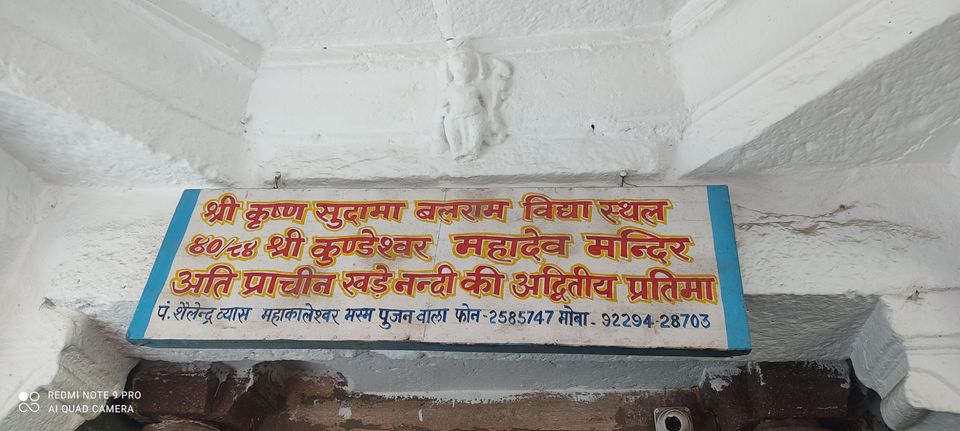 श्री कृष्ण सुदामा बलराम विद्या स्थल
४०/८४ श्री कुण्डेश्वर महादेव मन्दिर
अति प्राचीन खड़े नन्दी की अद्वितीय प्रतिमा
पं. शैलेन्द्र व्यास महाकालेश्वर भस्म पुजन वाला फोन-2585747 मोबा.-92294-28703
REDMI NOTE 9 PRO
AI QUAD CAMERA